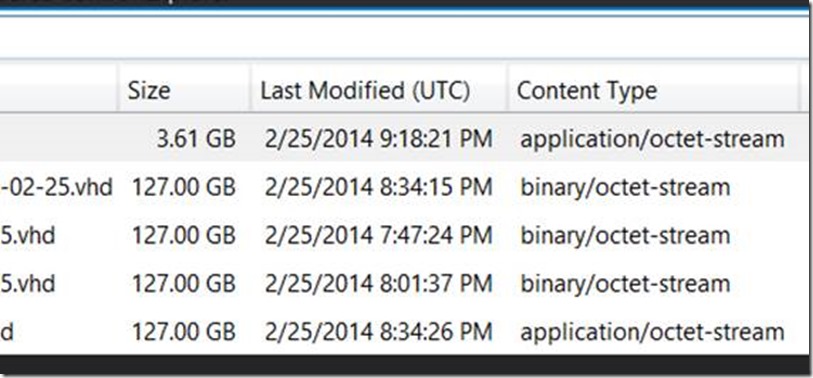 Size Last Modified (UTC) Content Type
3.61 GB 2/25/2014 9:18:21 PM application/octet-stream
-02-25.vhd 127.00 GB 2/25/2014 8:34:15 PM binary/octet-stream
5.vhd 127.00 GB 2/25/2014 7:47:24 PM binary/octet-stream
5.vhd 127.00 GB 2/25/2014 8:01:37 PM binary/octet-stream
d 127.00 GB 2/25/2014 8:34:26 PM application/octet-stream